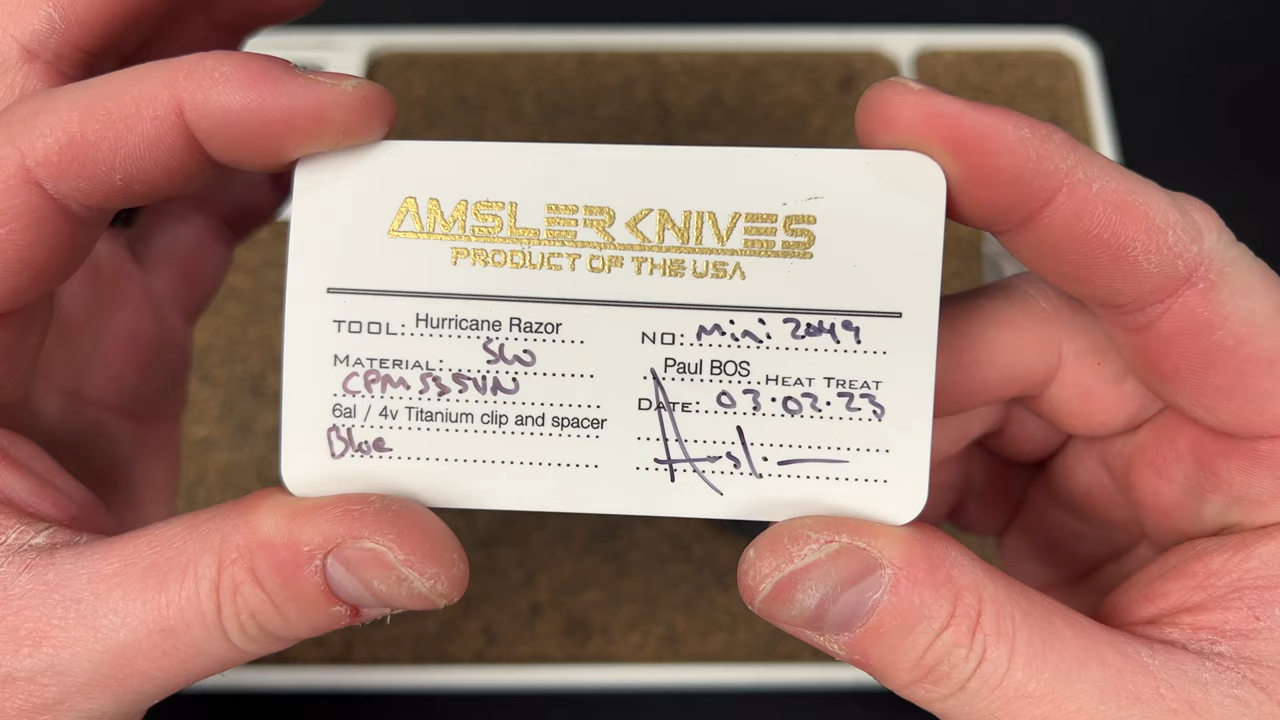 AMSLER KNIVES
PRODUCT OF THE USA
TOOL: Hurricane Razor
MATERIAL: SW
CPM S35VN
6al / 4v Titanium clip and spacer
Blue
NO: Mini 2049
Paul BOS HEAT TREAT
DATE: 03.02.23